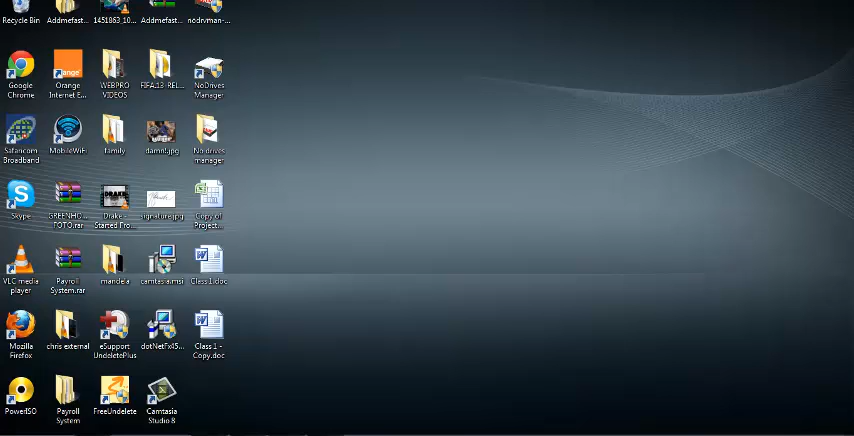 Recycle Bin
Addmefast...
1451863_10...
Addmefast...
nodrvman-...
Google
Chrome
Orange
Internet E...
WEBPRO
VIDEOS
FIFA.13-REL...
NoDrives
Manager
Safaricom
Broadband
MobileWiFi
family
damn!.jpg
No drives
manager
Skype
GREENHO...
FOTO.rar
Drake -
Started Fro...
signature.jpg
Copy of
Project...
VLC media
player
Payroll
System.rar
mandela
camtasia.msi
Class1.doc
Mozilla
Firefox
chris external
eSupport
UndeletePlus
dotNetFx45...
Class 1 -
Copy.doc
PowerISO
Payroll
System
FreeUndelete
Camtasia
Studio 8